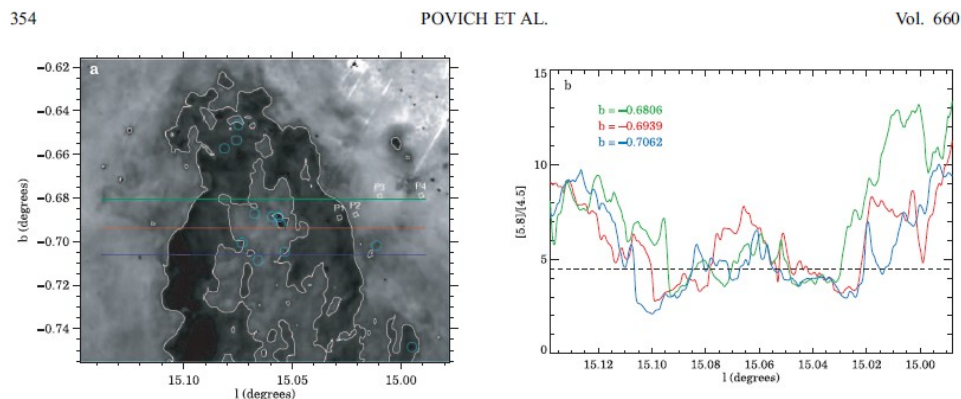 354 POVICH ET AL. Vol. 660
a
−0.62
−0.64
−0.66
−0.68
−0.70
−0.72
−0.74
b (degrees)
P3 P4
P1 P2
15.10 15.05 15.00
l (degrees)
b
15
10
5
0
[5.8]/[4.5]
b = −0.6806
b = −0.6939
b = −0.7062
15.12 15.10 15.08 15.06 15.04 15.02 15.00
l (degrees)